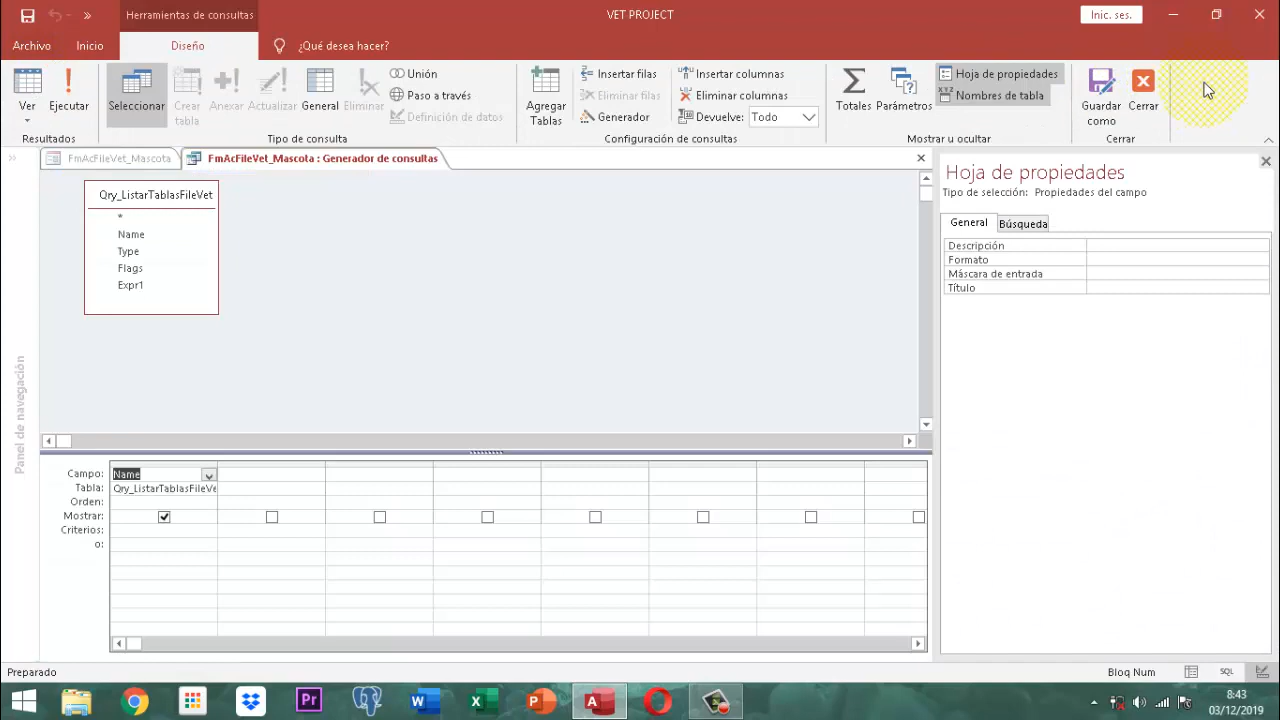 Herramientas de consultas
VET PROJECT
Inic. ses.
Archivo
Inicio
Diseño
¿Qué desea hacer?
Ver
Ejecutar
Seleccionar
Crear
tabla
Anexar
Actualizar
General
Eliminar
Unión
Paso a través
Definición de datos
Agregar
Tablas
Insertar filas
Eliminar filas
Generador
Insertar columnas
Eliminar columnas
Devuelve:
Todo
Totales
Parámetros
Hoja de propiedades
XYZ
Nombres de tabla
Guardar
como
Cerrar
Resultados
Tipo de consulta
Configuración de consultas
Mostrar u ocultar
Cerrar
FmAcFileVet_Mascota
FmAcFileVet_Mascota : Generador de consultas
Qry_ListarTablasFileVet
*
Name
Type
Flags
Expr1
Panel de navegación
Hoja de propiedades
Tipo de selección: Propiedades del campo
General
Búsqueda
Descripción
Formato
Máscara de entrada
Título
Campo:
Name
Tabla:
Qry_ListarTablasFileVe
Orden:
Mostrar:
Criterios:
o:
Preparado
Bloq Num
SQL
Pr
W
X
P
A
8:43
03/12/2019